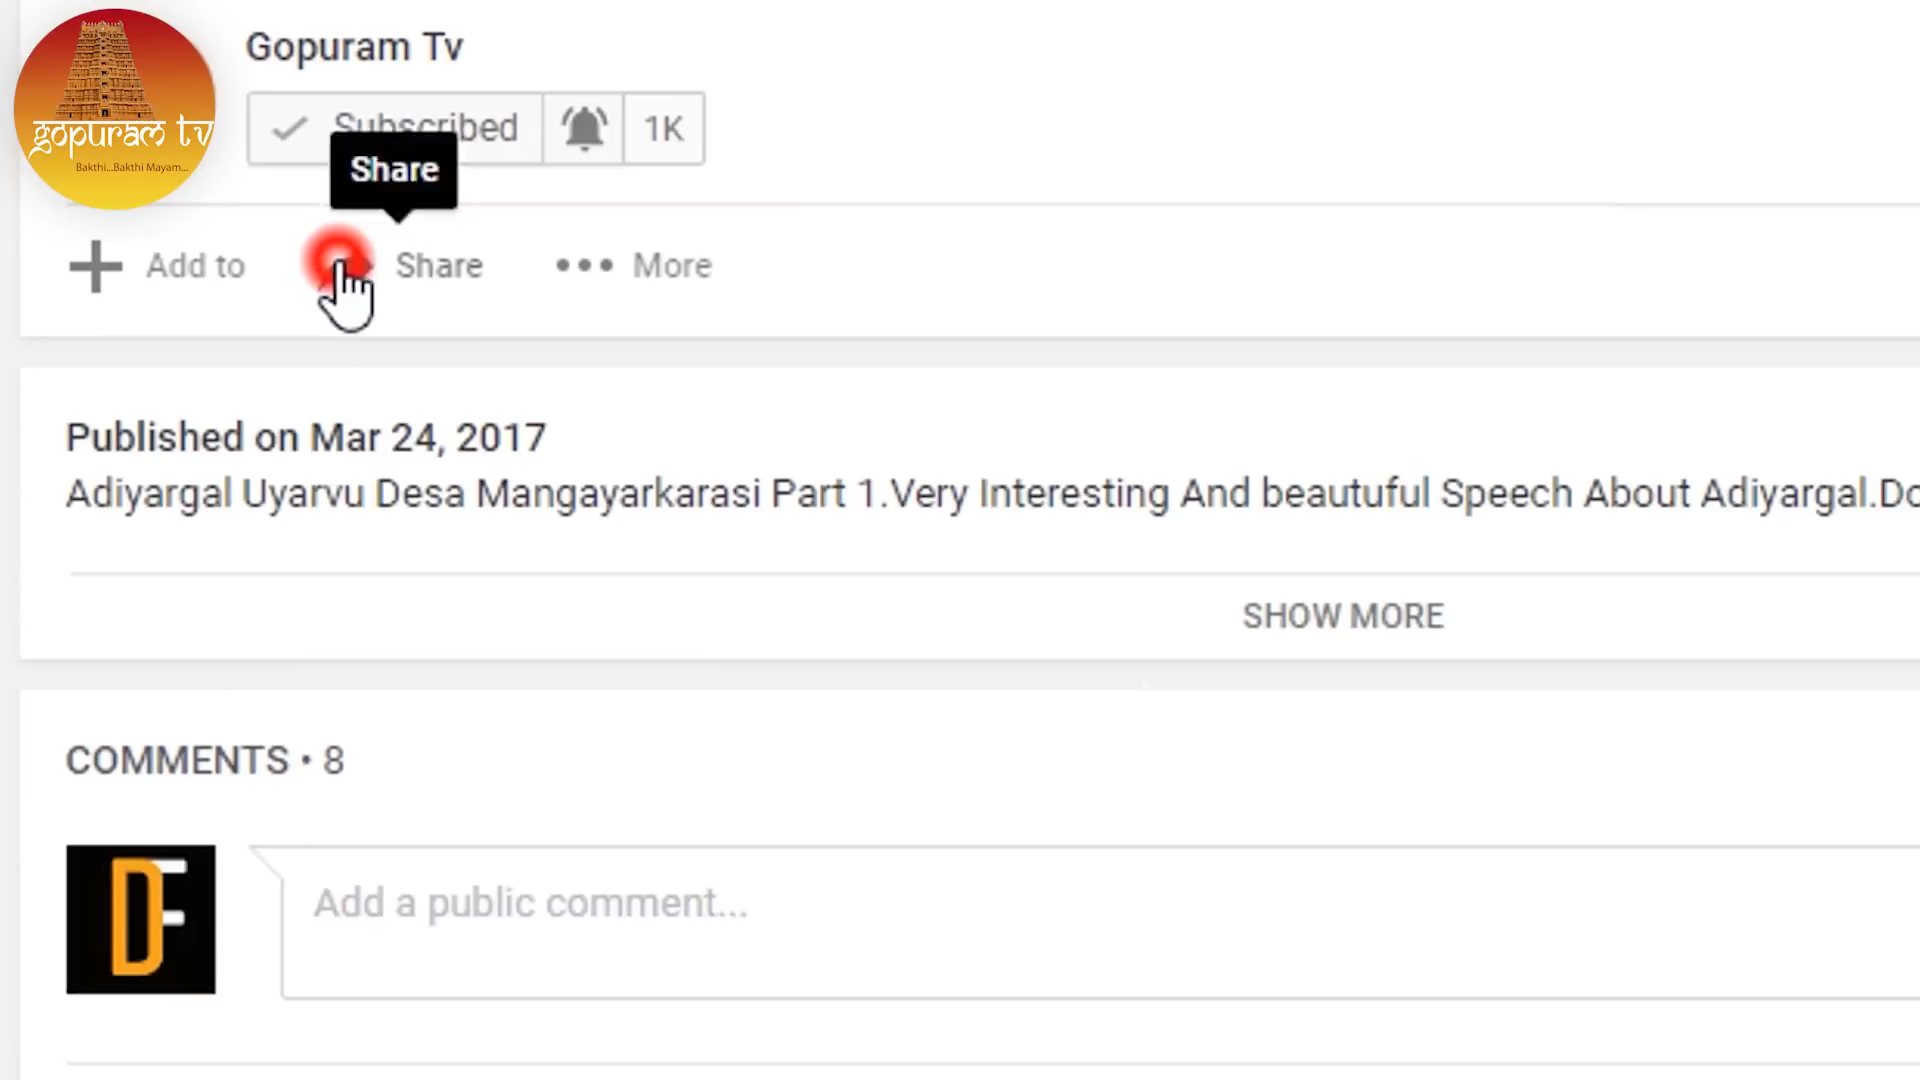 Gopuram Tv
gopuram tv
Bakthi...Bakthi Mayam...
Subscribed 1K
Share
Add to Share More
Published on Mar 24, 2017
Adiyargal Uyarvu Desa Mangayarkarasi Part 1.Very Interesting And beautuful Speech About Adiyargal.Do
SHOW MORE
COMMENTS • 8
DF
Add a public comment...